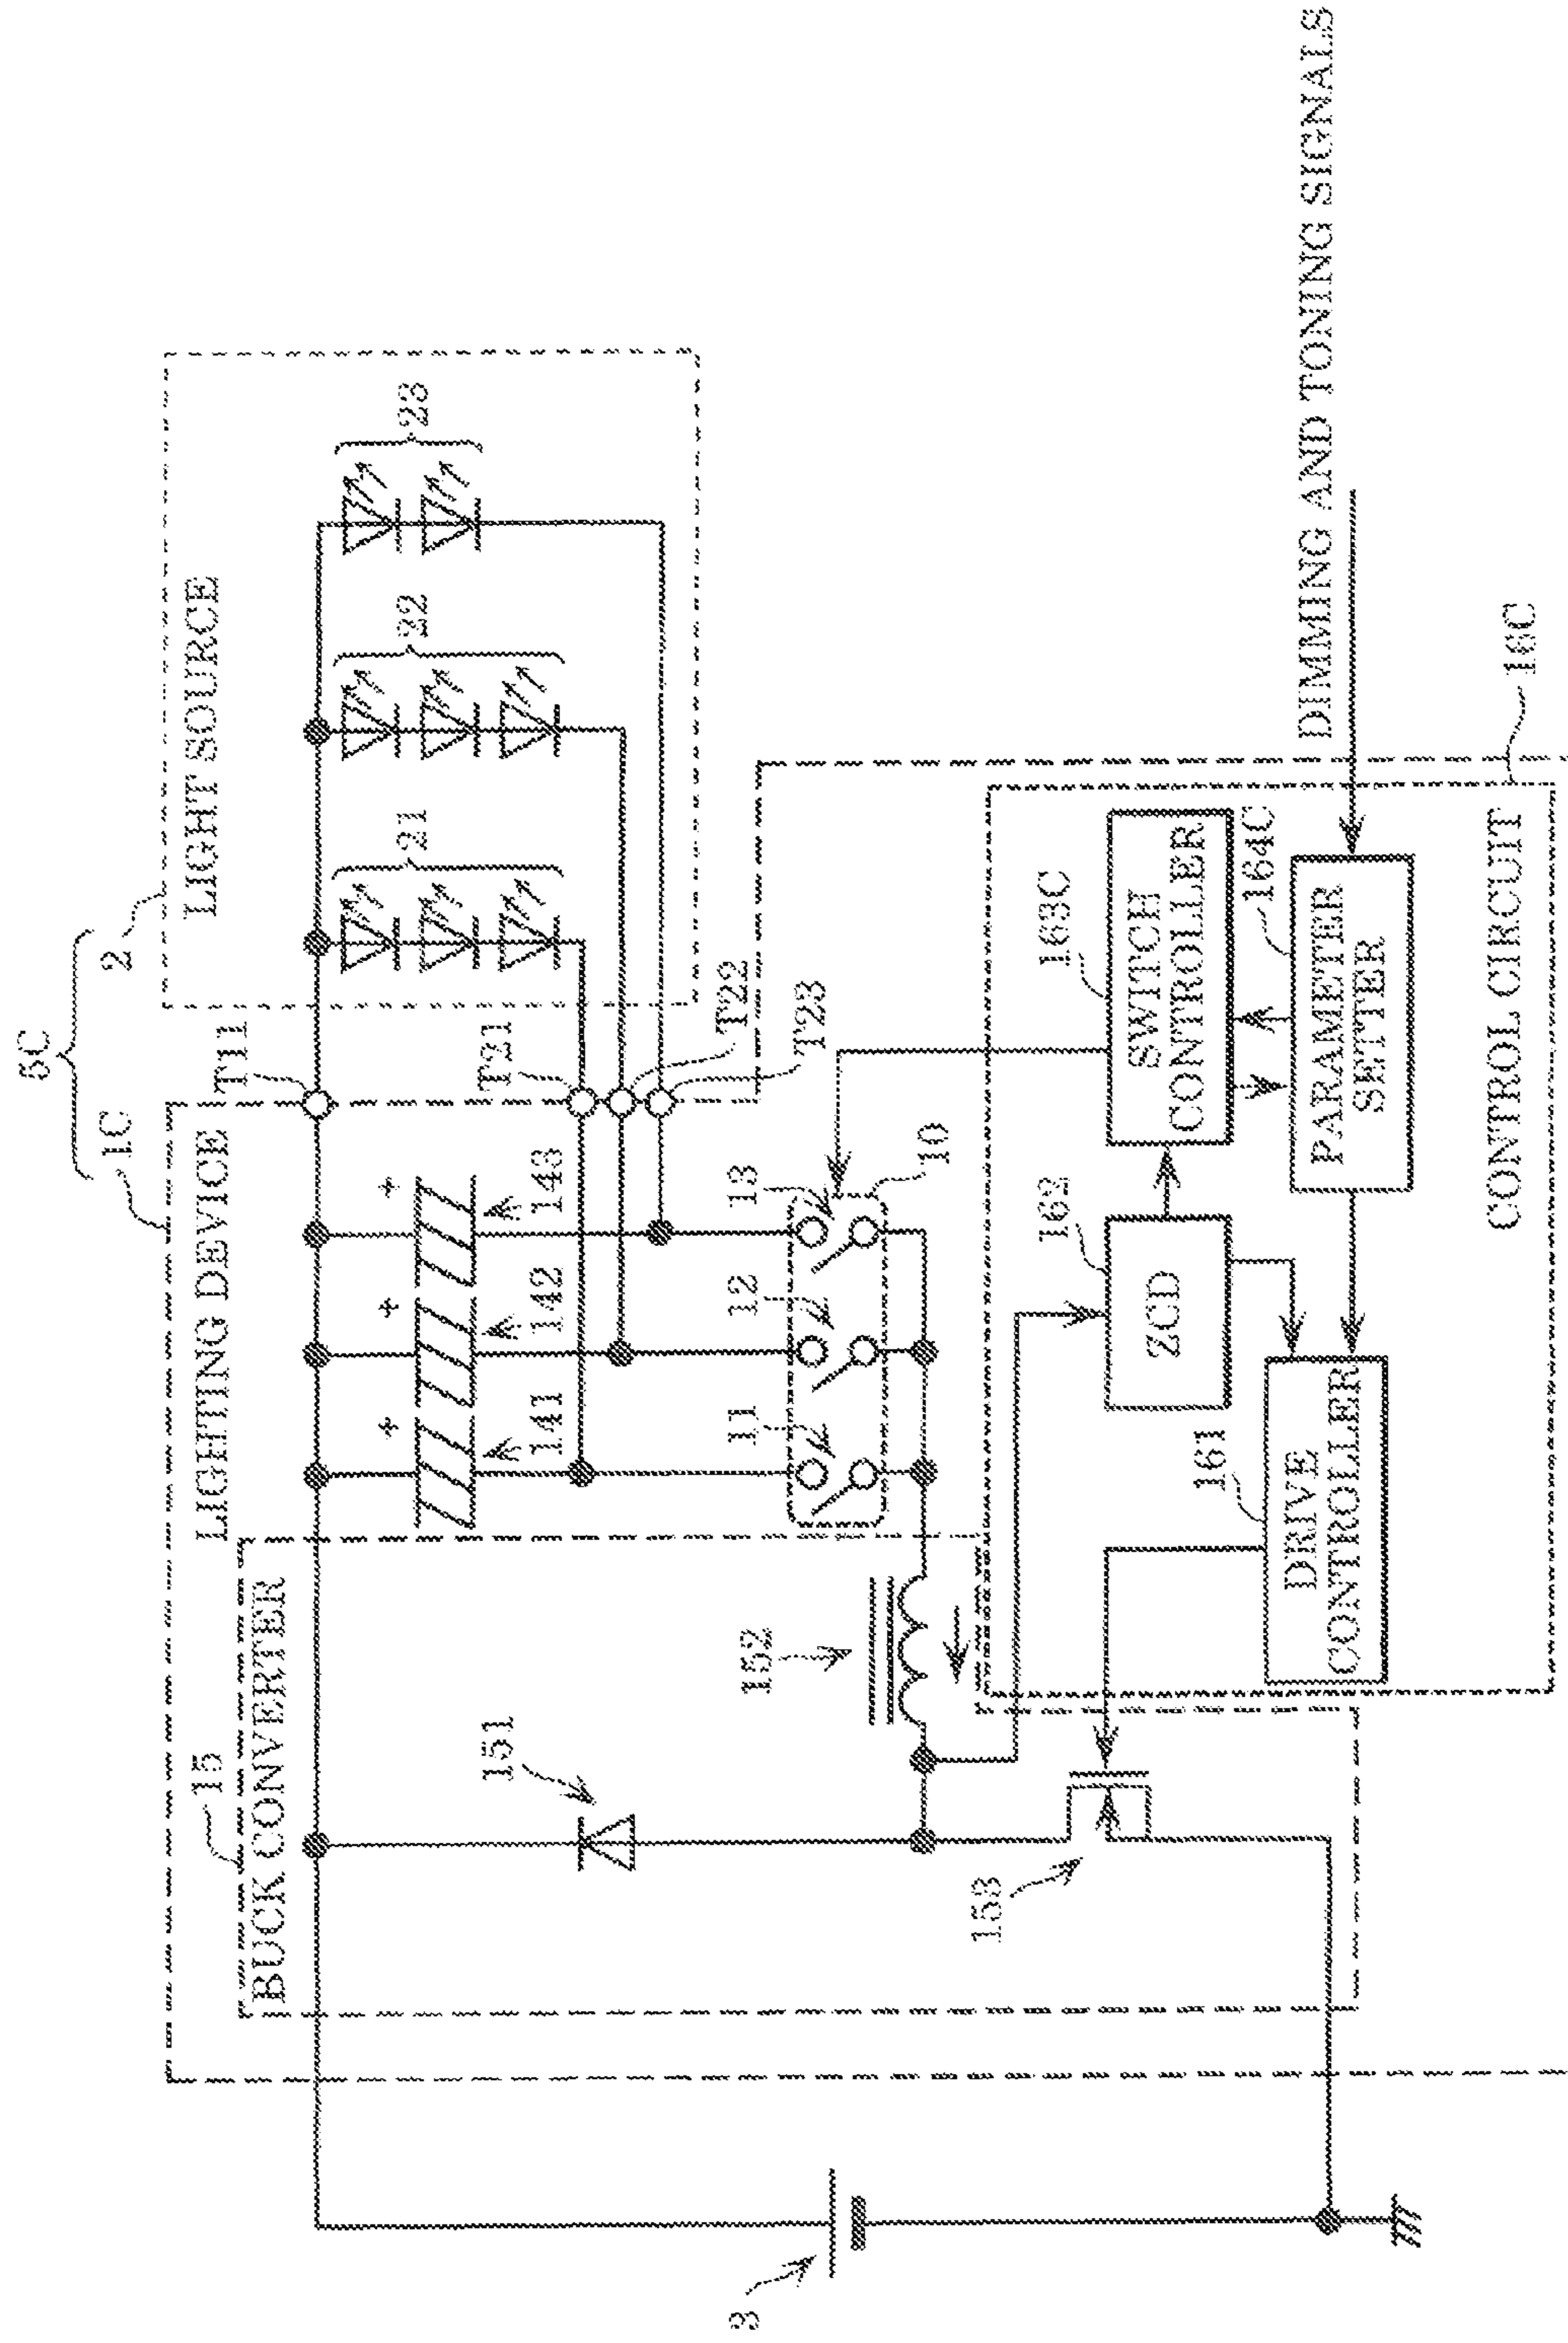 5C
1C
2
LIGHTING DEVICE
T11
LIGHT SOURCE
15
BUCK CONVERTER
+
+
+
141
142
143
21
22
23
T21
T22
T23
151
152
11
12
13
10
3
153
162
ZCD
163C
SWITCH
CONTROLLER
164C
161
DRIVE
CONTROLLER
PARAMETER
SETTER
DIMMING AND TONING SIGNALS
CONTROL CIRCUIT
16C